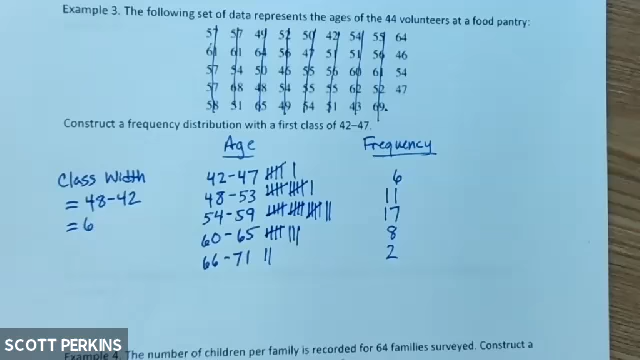 Example 3. The following set of data represents the ages of the 44 volunteers at a food pantry:
57 57 49 52 50 42 54 55 64
61 61 64 56 47 51 51 56 46
57 54 50 46 55 56 60 61 54
57 68 48 54 55 55 62 52 47
58 51 65 49 54 51 43 69
Construct a frequency distribution with a first class of 42–47.
Age Frequency
Class Width
= 48-42
= 6
42-47 6
48-53 11
54-59 17
60-65 8
66-71 2
SCOTT PERKINS
Example 4. The number of children per family is recorded for 64 families surveyed. Construct a